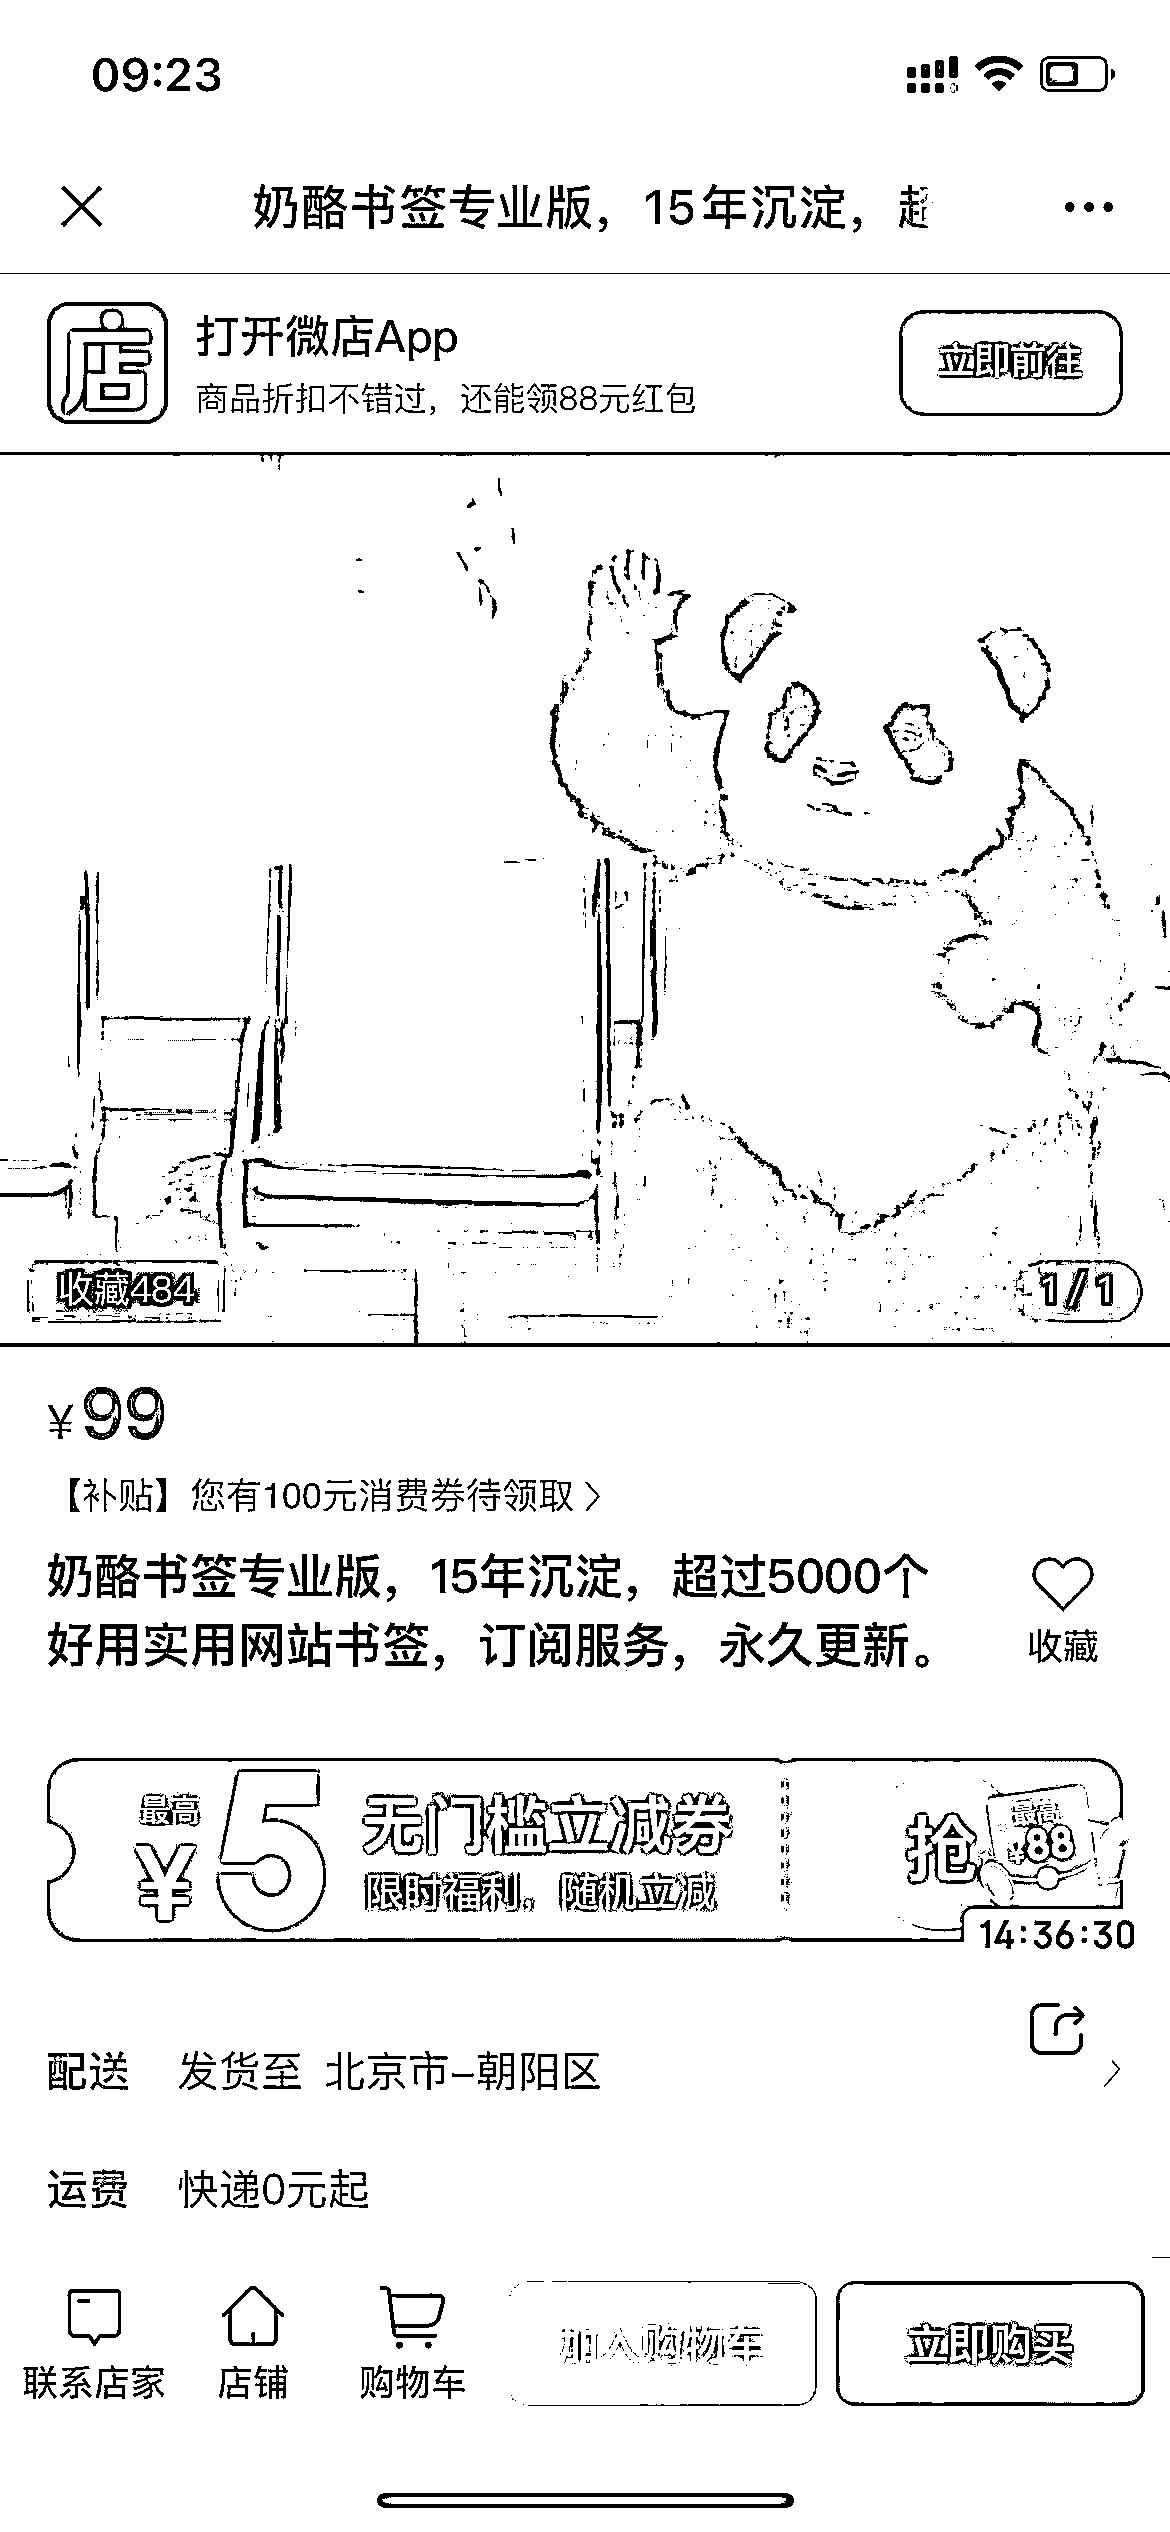 09:23
奶酪书签专业版，15年沉淀，超
打开微店App
商品折扣不错过，还能领88元红包
立即前往
收藏484
1/1
¥99
【补贴】您有100元消费券待领取
奶酪书签专业版，15年沉淀，超过5000个
好用实用网站书签，订阅服务，永久更新。
收藏
最高
¥5
无门槛立减券
限时福利。随机立减
抢
最高
¥88
14:36:30
配送 发货至 北京市-朝阳区
运费 快递0元起
联系店家
店铺
购物车
加入购物车
立即购买